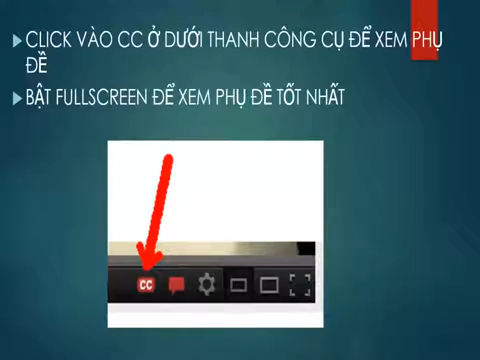 CLICK VÀO CC Ở DƯỚI THANH CÔNG CỤ ĐỂ XEM PHỤ
ĐỀ
BẬT FULLSCREEN ĐỂ XEM PHỤ ĐỀ TỐT NHẤT
CC